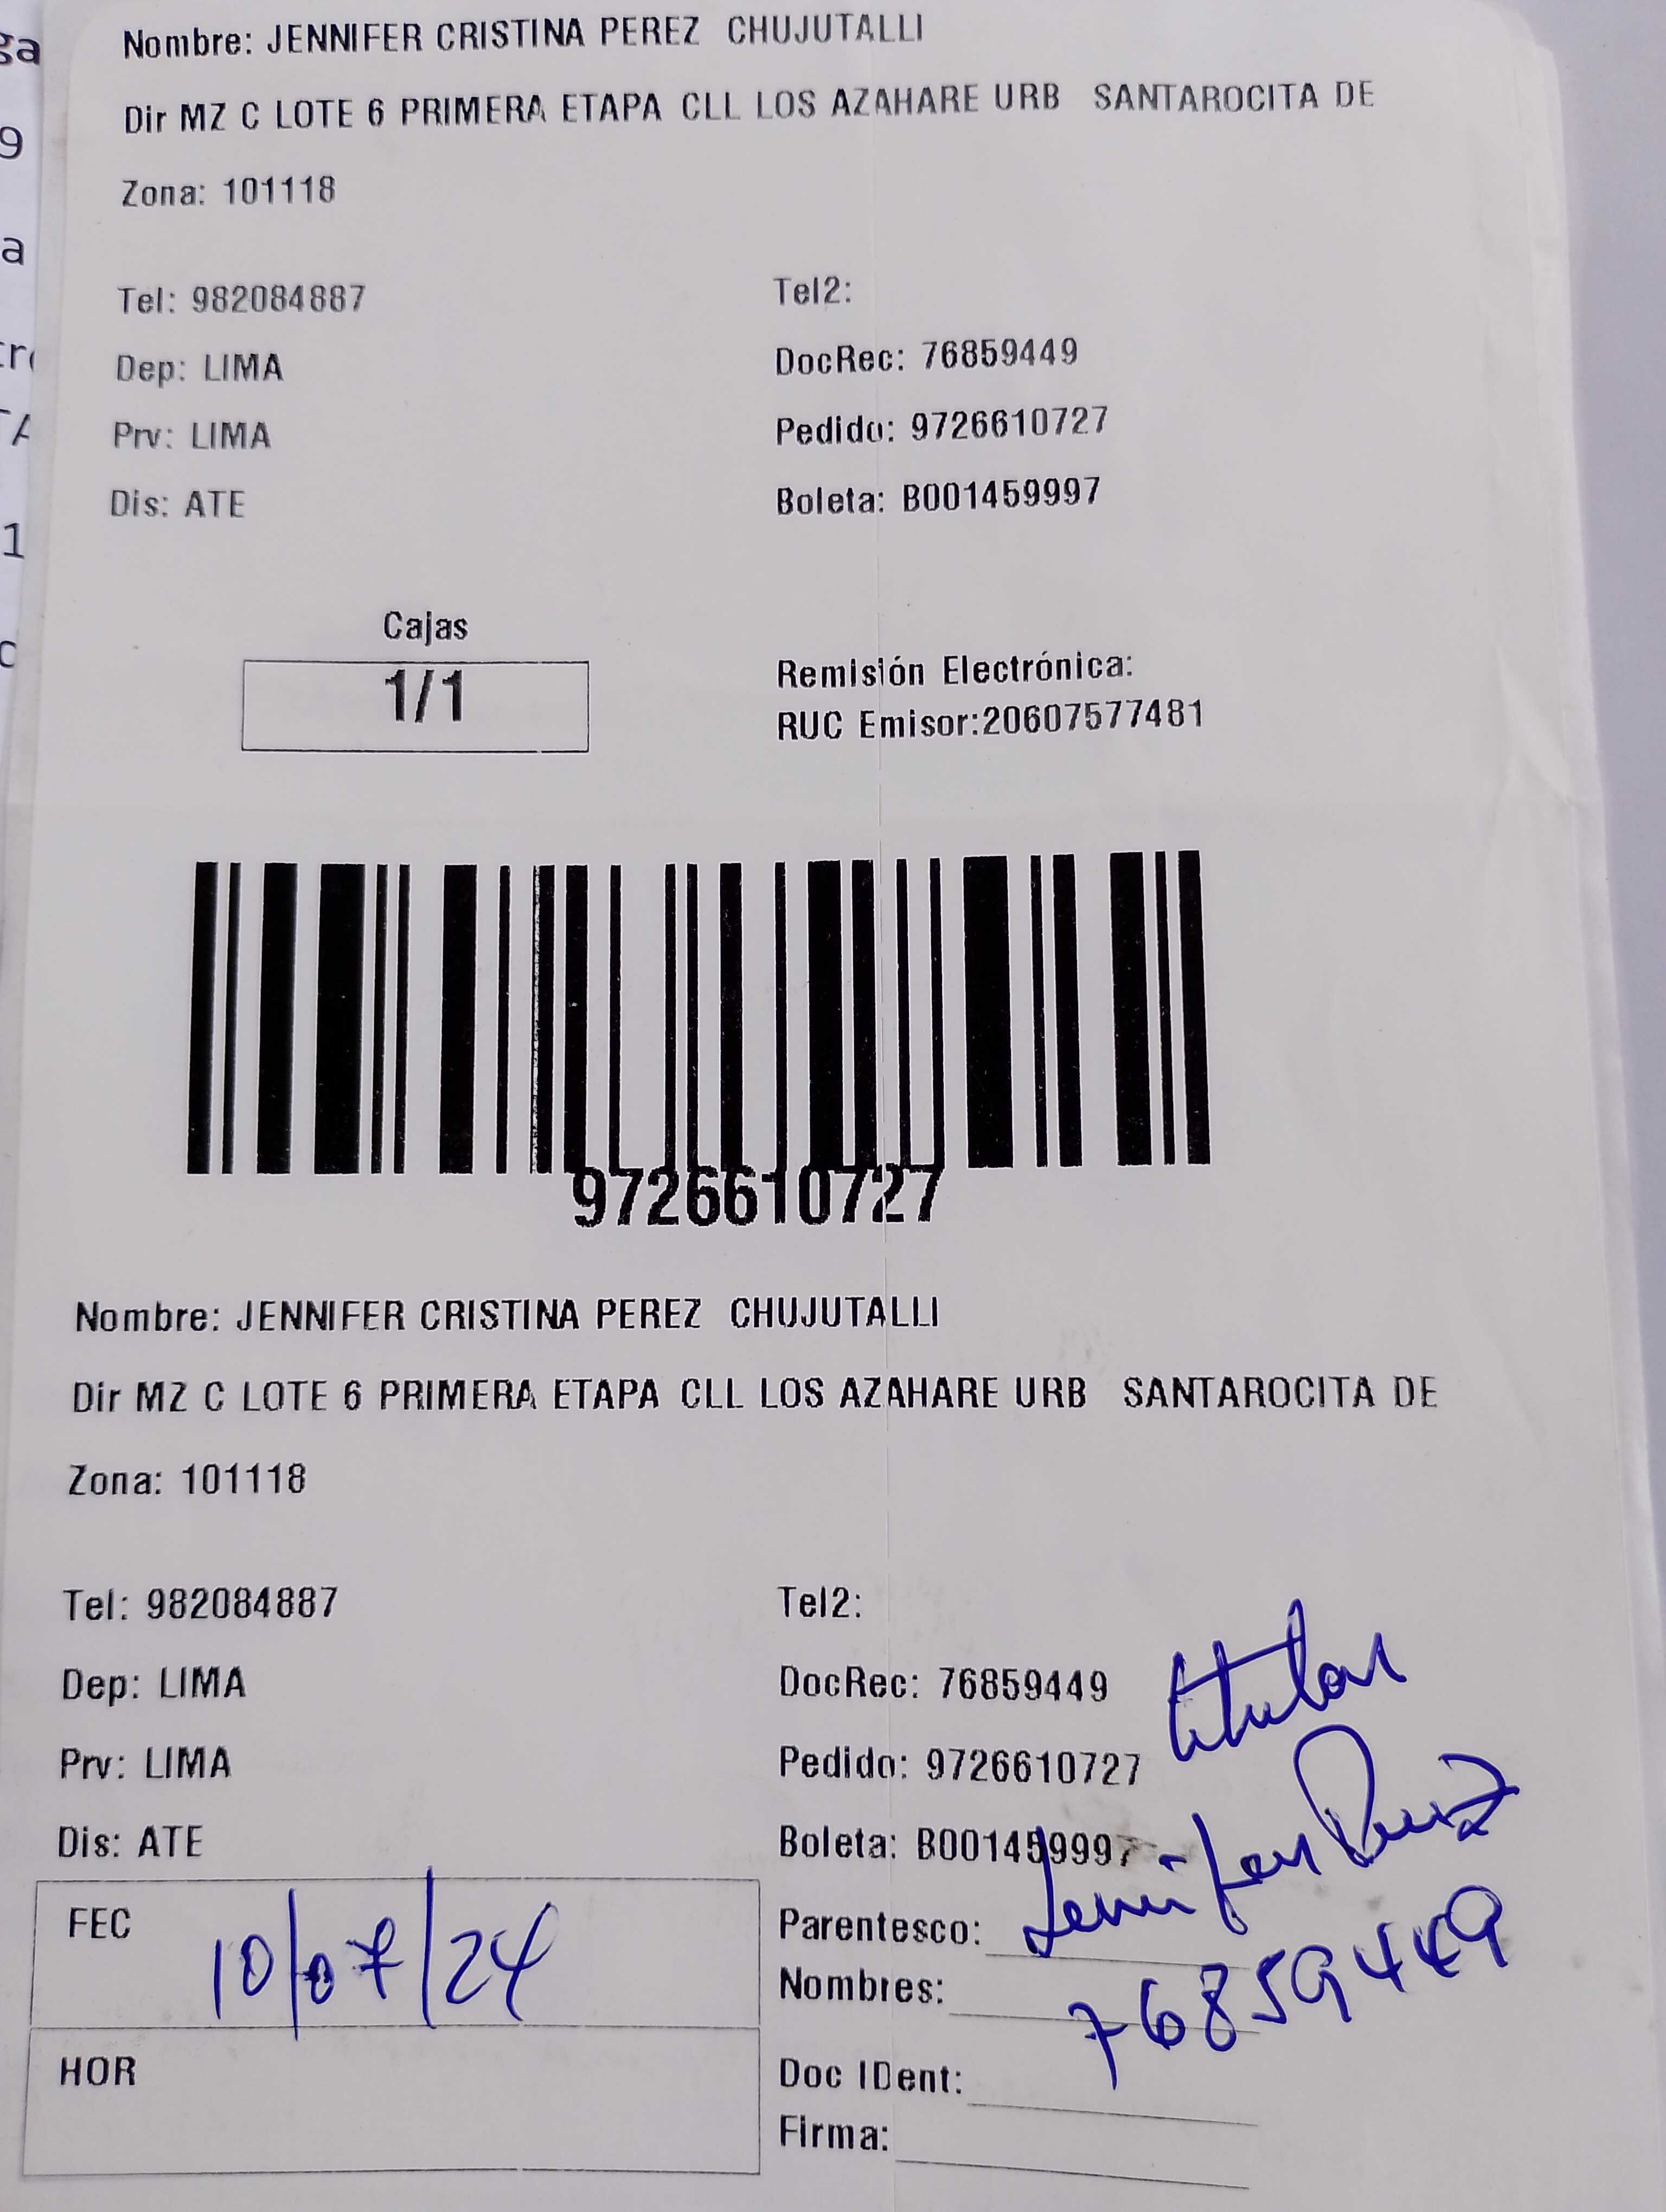 Nombre: JENNIFER CRISTINA PEREZ CHUJUTALLI
Dir MZ C LOTE 6 PRIMERA ETAPA CLL LOS AZAHARE URB SANTAROCITA DE
Zona: 101118
Tel: 982084887
Tel2:
Dep: LIMA
DocRec: 76859449
Prv: LIMA
Pedido: 9726610727
Dis: ATE
Boleta: B001459997
Cajas
1/1
Remisión Electrónica:
RUC Emisor:20607577481
9726610727
Nombre: JENNIFER CRISTINA PEREZ CHUJUTALLI
Dir MZ C LOTE 6 PRIMERA ETAPA CLL LOS AZAHARE URB SANTAROCITA DE
Zona: 101118
Tel: 982084887
Tel2:
Dep: LIMA
DocRec: 76859449
titular
Prv: LIMA
Pedido: 9726610727
Dis: ATE
Boleta: B001459997
FEC 10/07/24
Parentesco: Jennifer
Nombres: 76859449
HOR
Doc IDent:
Firma: